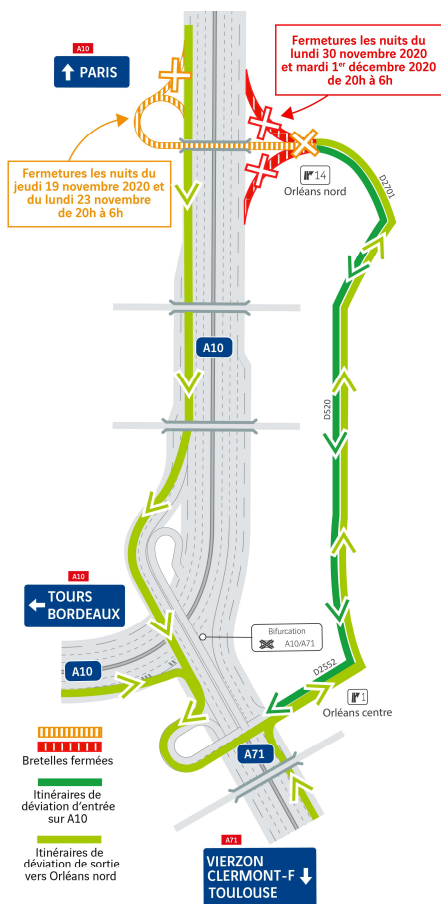 A10
↑ PARIS
Fermetures les nuits du
lundi 30 novembre 2020
et mardi 1er décembre 2020
de 20h à 6h
Fermetures les nuits du
jeudi 19 novembre 2020 et
du lundi 23 novembre
de 20h à 6h
14
Orléans nord
D2701
A10
D520
A10
← TOURS
BORDEAUX
Bifurcation
A10/A71
A10
D2552
1
Orléans centre
A71
Bretelles fermées
Itinéraires de
déviation d'entrée
sur A10
Itinéraires de
déviation de sortie
vers Orléans nord
A71
VIERZON
CLERMONT-F ↓
TOULOUSE